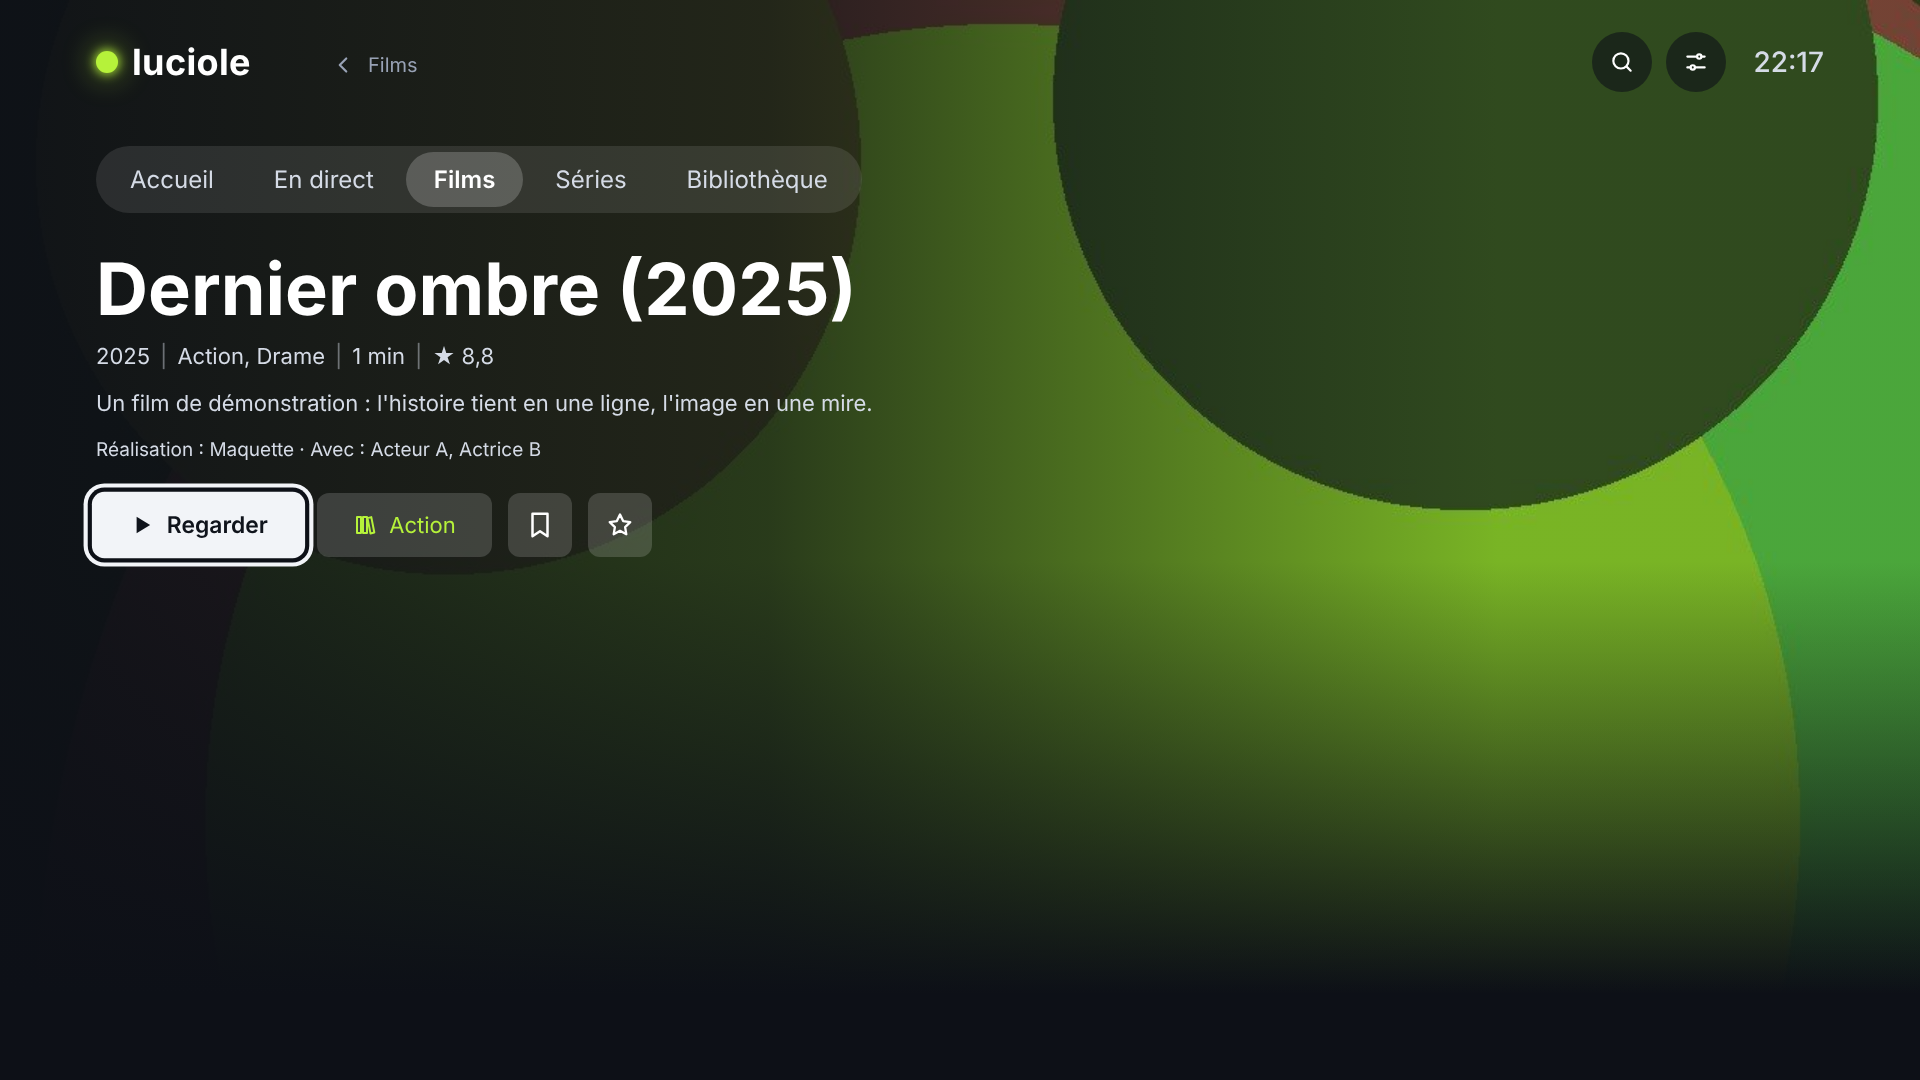 luciole
Films
22:17
Accueil En direct Films Séries Bibliothèque
Dernier ombre (2025)
2025 | Action, Drame | 1 min | ★ 8,8
Un film de démonstration : l'histoire tient en une ligne, l'image en une mire.
Réalisation : Maquette · Avec : Acteur A, Actrice B
Regarder Action